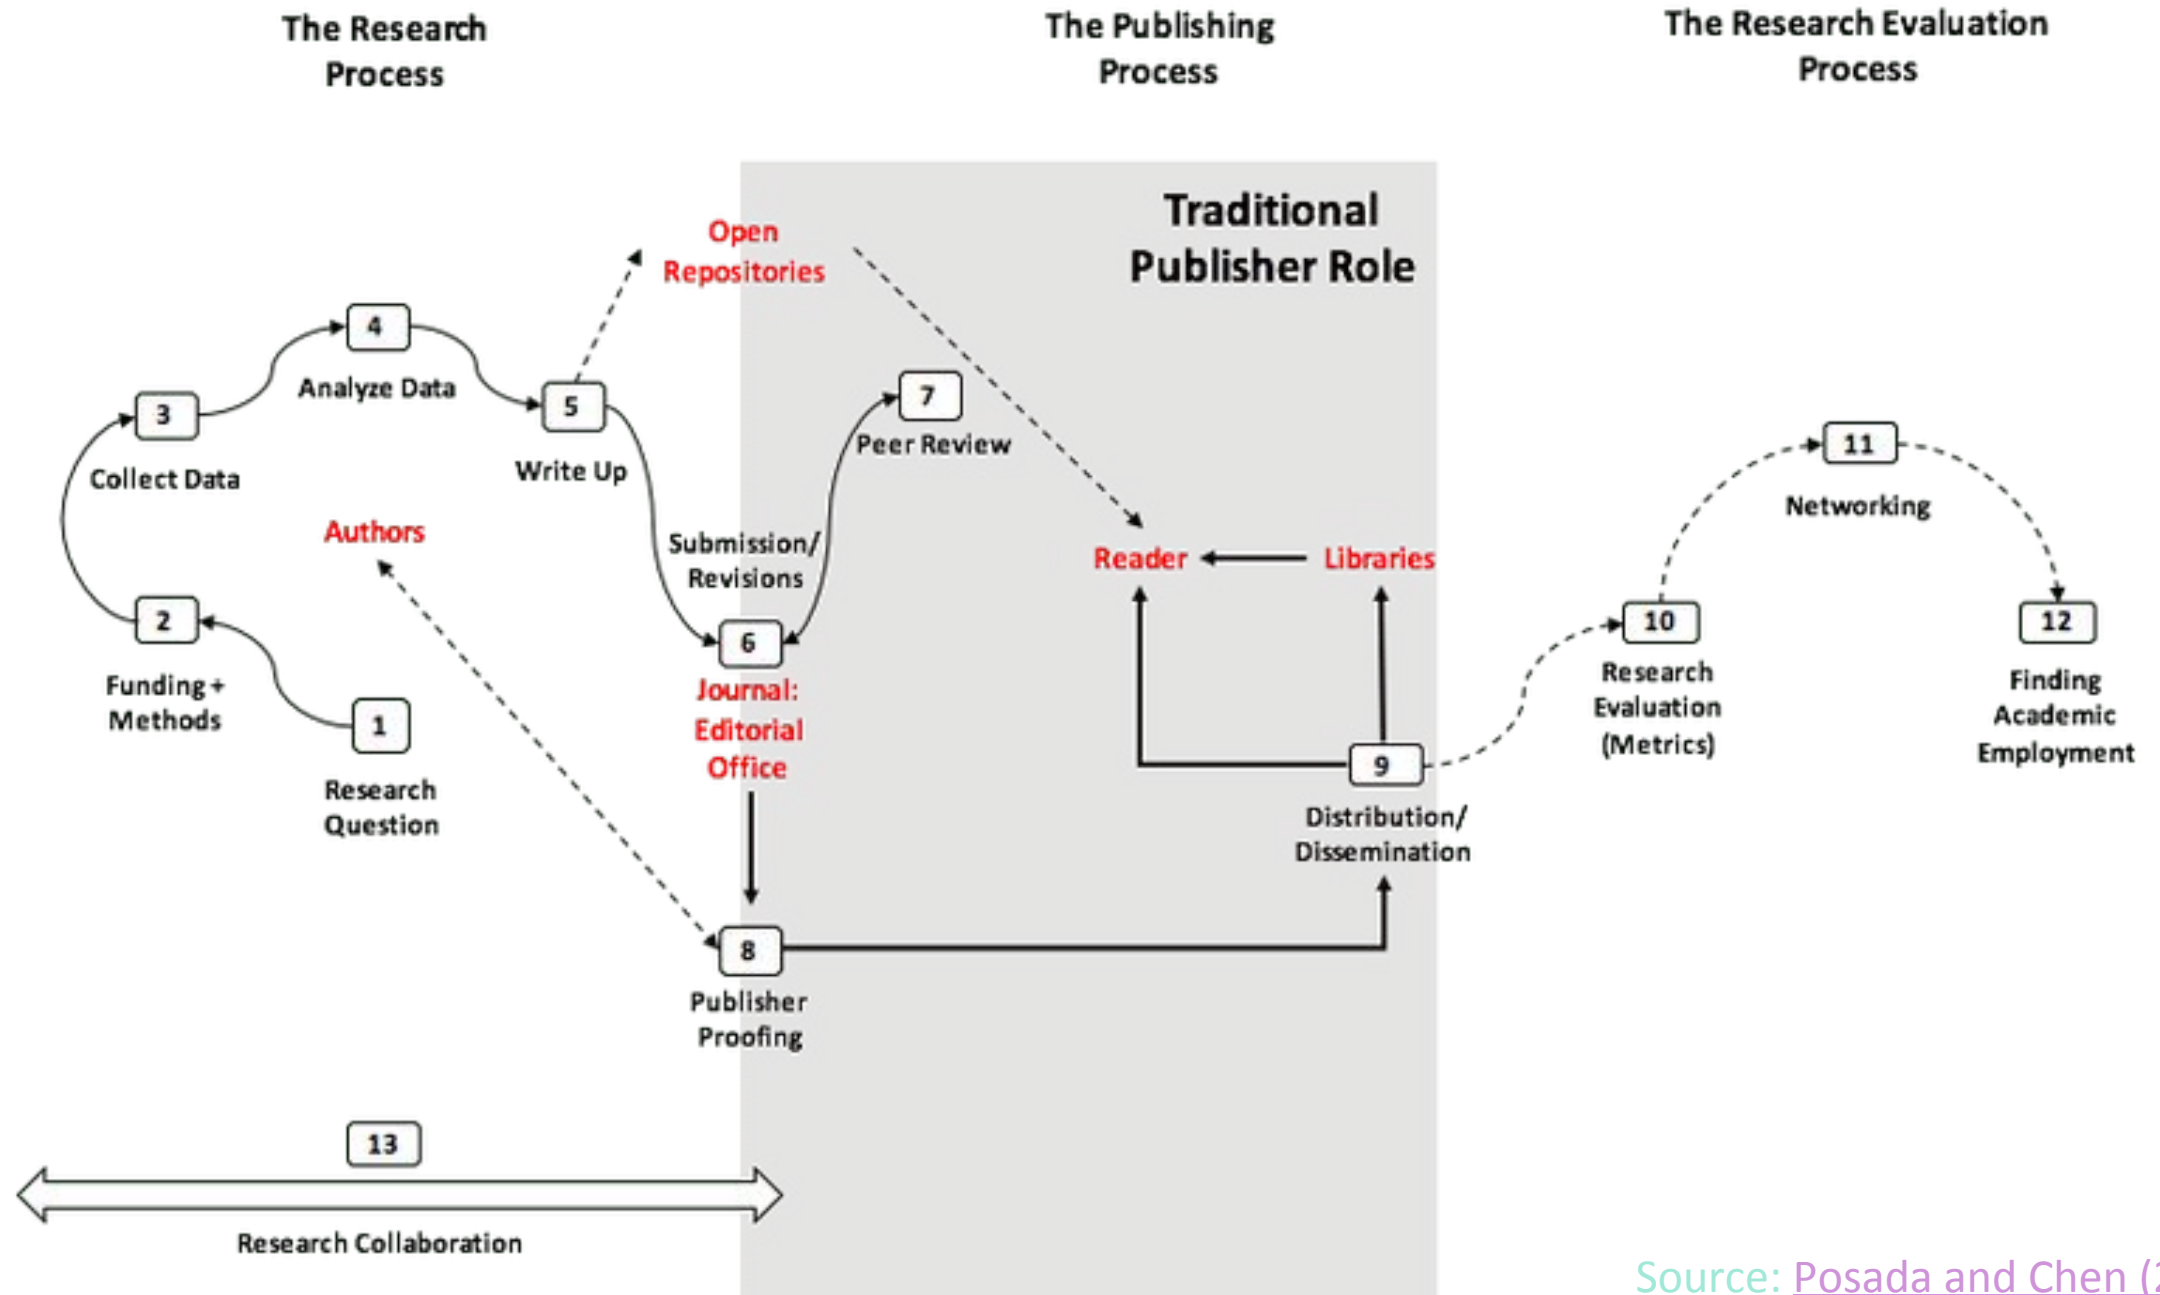 The Research
Process
The Publishing
Process
The Research Evaluation
Process
Traditional
Publisher Role
Open
Repositories
4
Analyze Data
3
Collect Data
5
Write Up
7
Peer Review
Authors
Submission/
Revisions
Reader
Libraries
11
Networking
2
Funding+
Methods
1
Research
Question
6
Journal:
Editorial
Office
9
Distribution/
Dissemination
10
Research
Evaluation
(Metrics)
12
Finding
Academic
Employment
8
Publisher
Proofing
13
Research Collaboration
Source: Posada and Chen (2